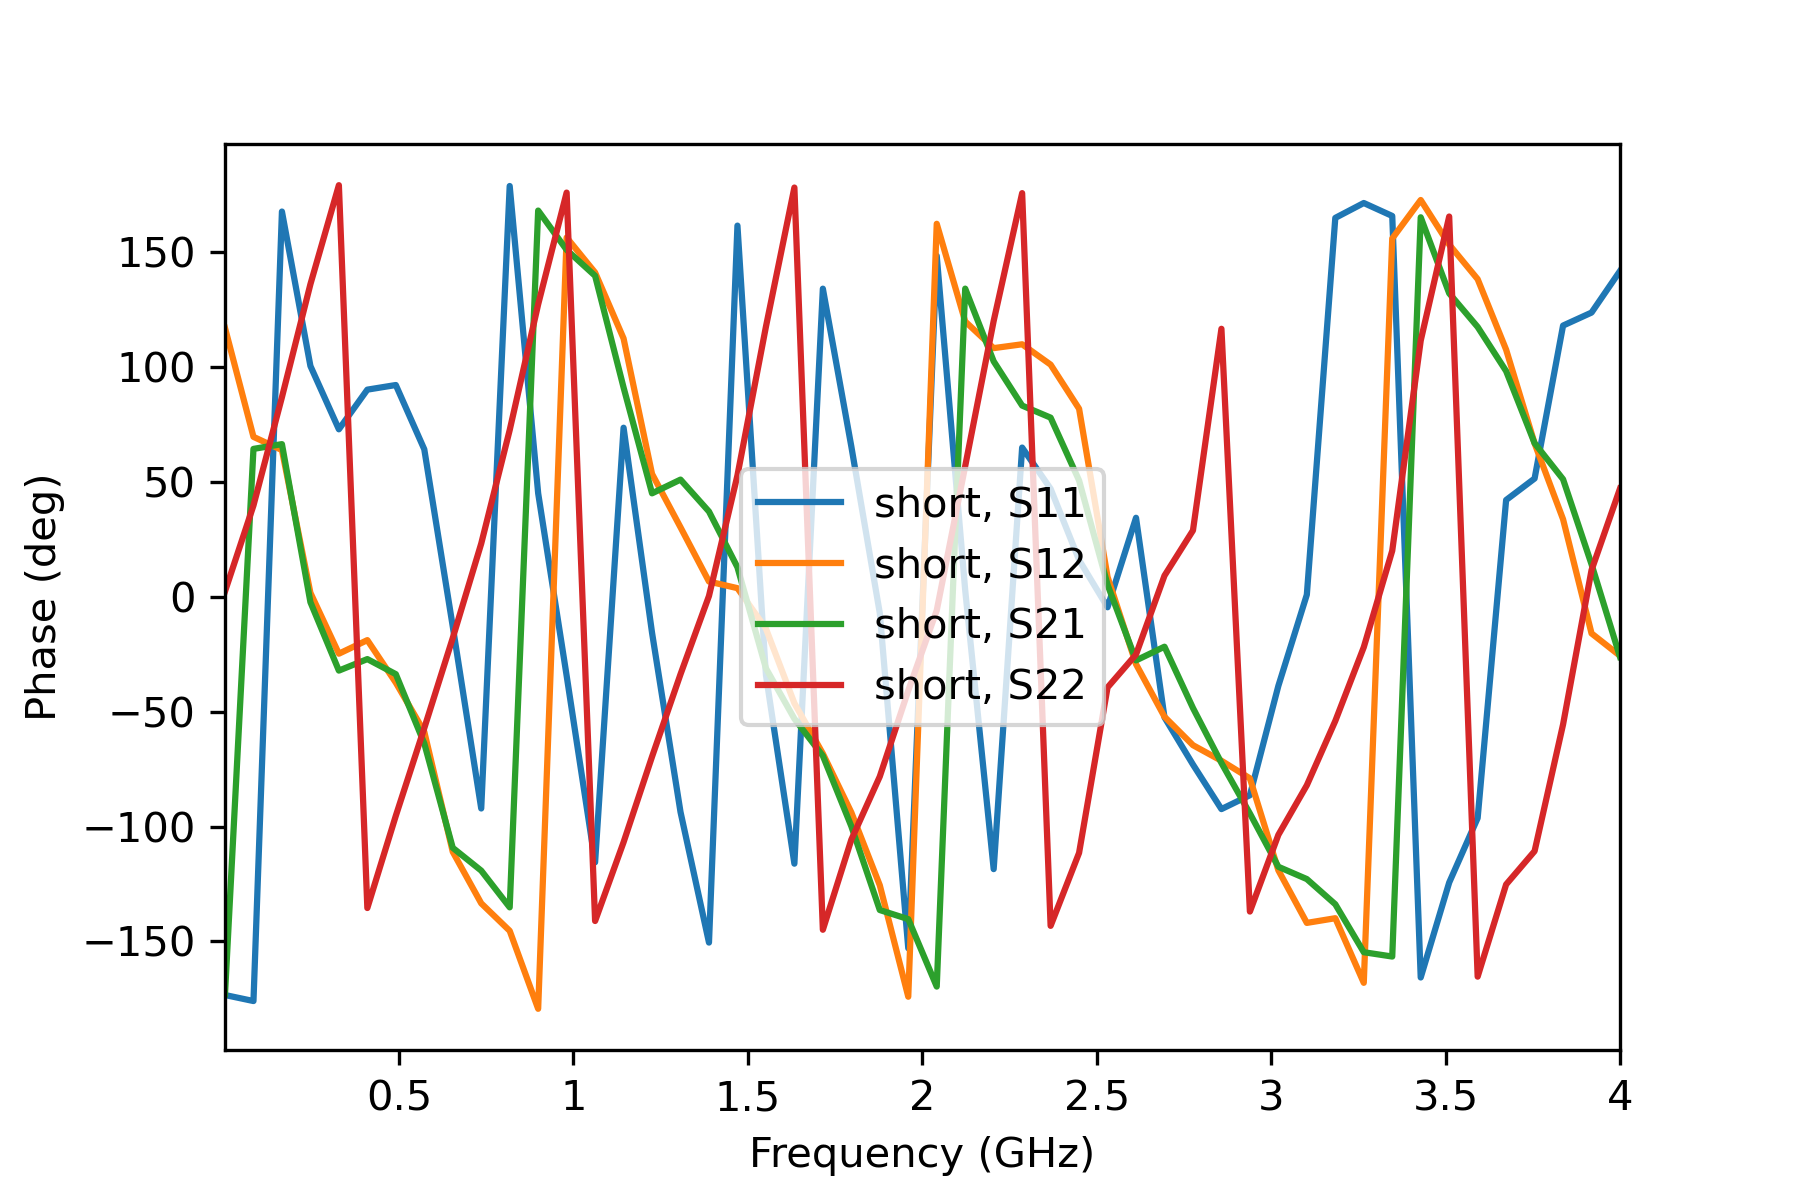 Phase (deg)
150
100
50
0
−50
−100
−150
short, S11
short, S12
short, S21
short, S22
0.5
1
1.5
2
2.5
3
3.5
4
Frequency (GHz)